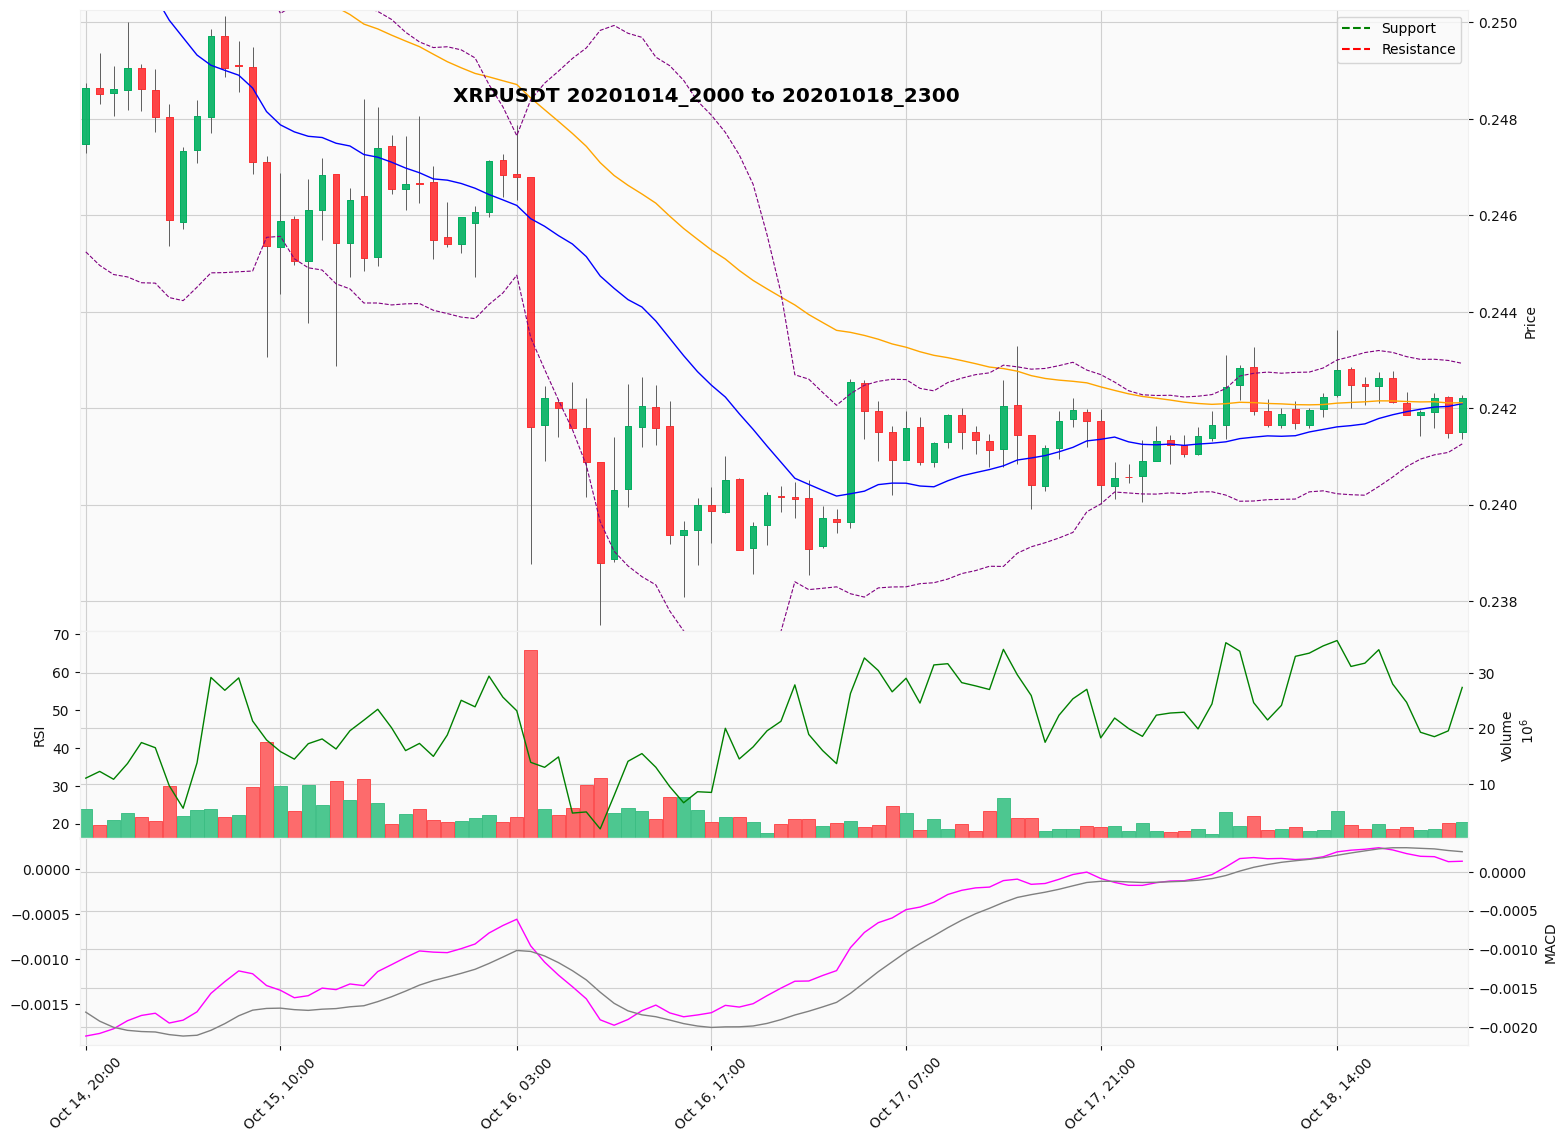 XRPUSDT 20201014_2000 to 20201018_2300
Support
Resistance
0.250
0.248
0.246
0.244
0.242
0.240
0.238
Price
70
60
50
40
30
20
RSI
30
20
10
Volume
10^6
0.0000
−0.0005
−0.0010
−0.0015
0.0000
−0.0005
−0.0010
−0.0015
−0.0020
MACD
Oct 14, 20:00
Oct 15, 10:00
Oct 16, 03:00
Oct 16, 17:00
Oct 17, 07:00
Oct 17, 21:00
Oct 18, 14:00